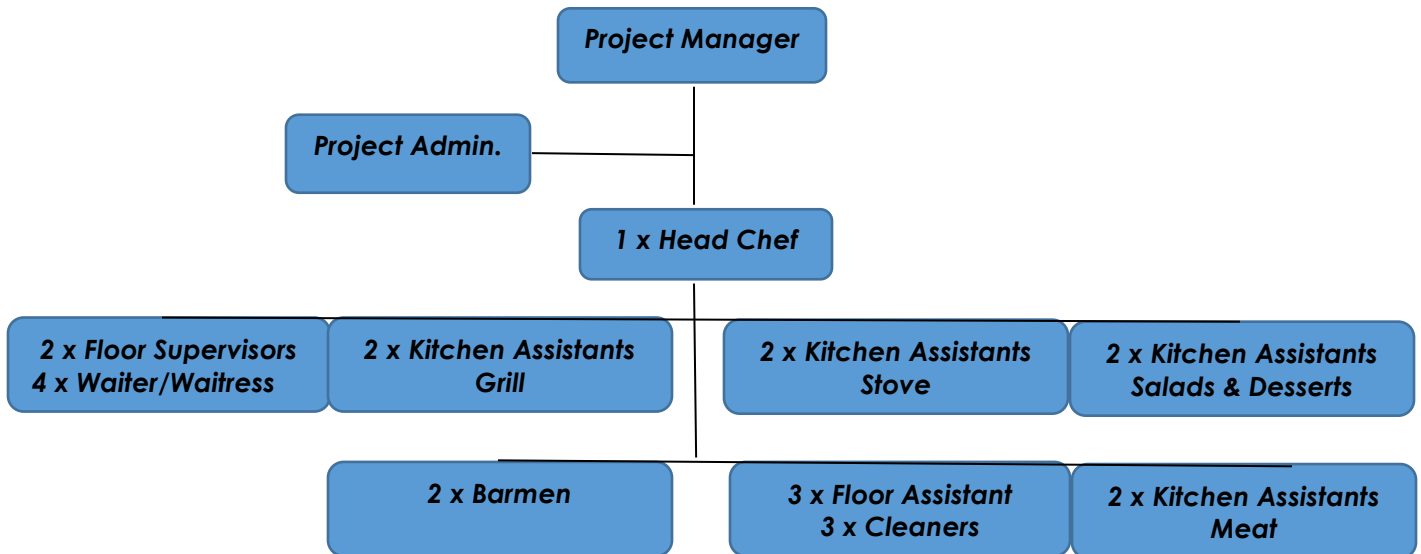 Project Manager
Project Admin.
1 x Head Chef
2 x Floor Supervisors
4 x Waiter/Waitress
2 x Kitchen Assistants
Grill
2 x Kitchen Assistants
Stove
2 x Kitchen Assistants
Salads & Desserts
2 x Barmen
3 x Floor Assistant
3 x Cleaners
2 x Kitchen Assistants
Meat